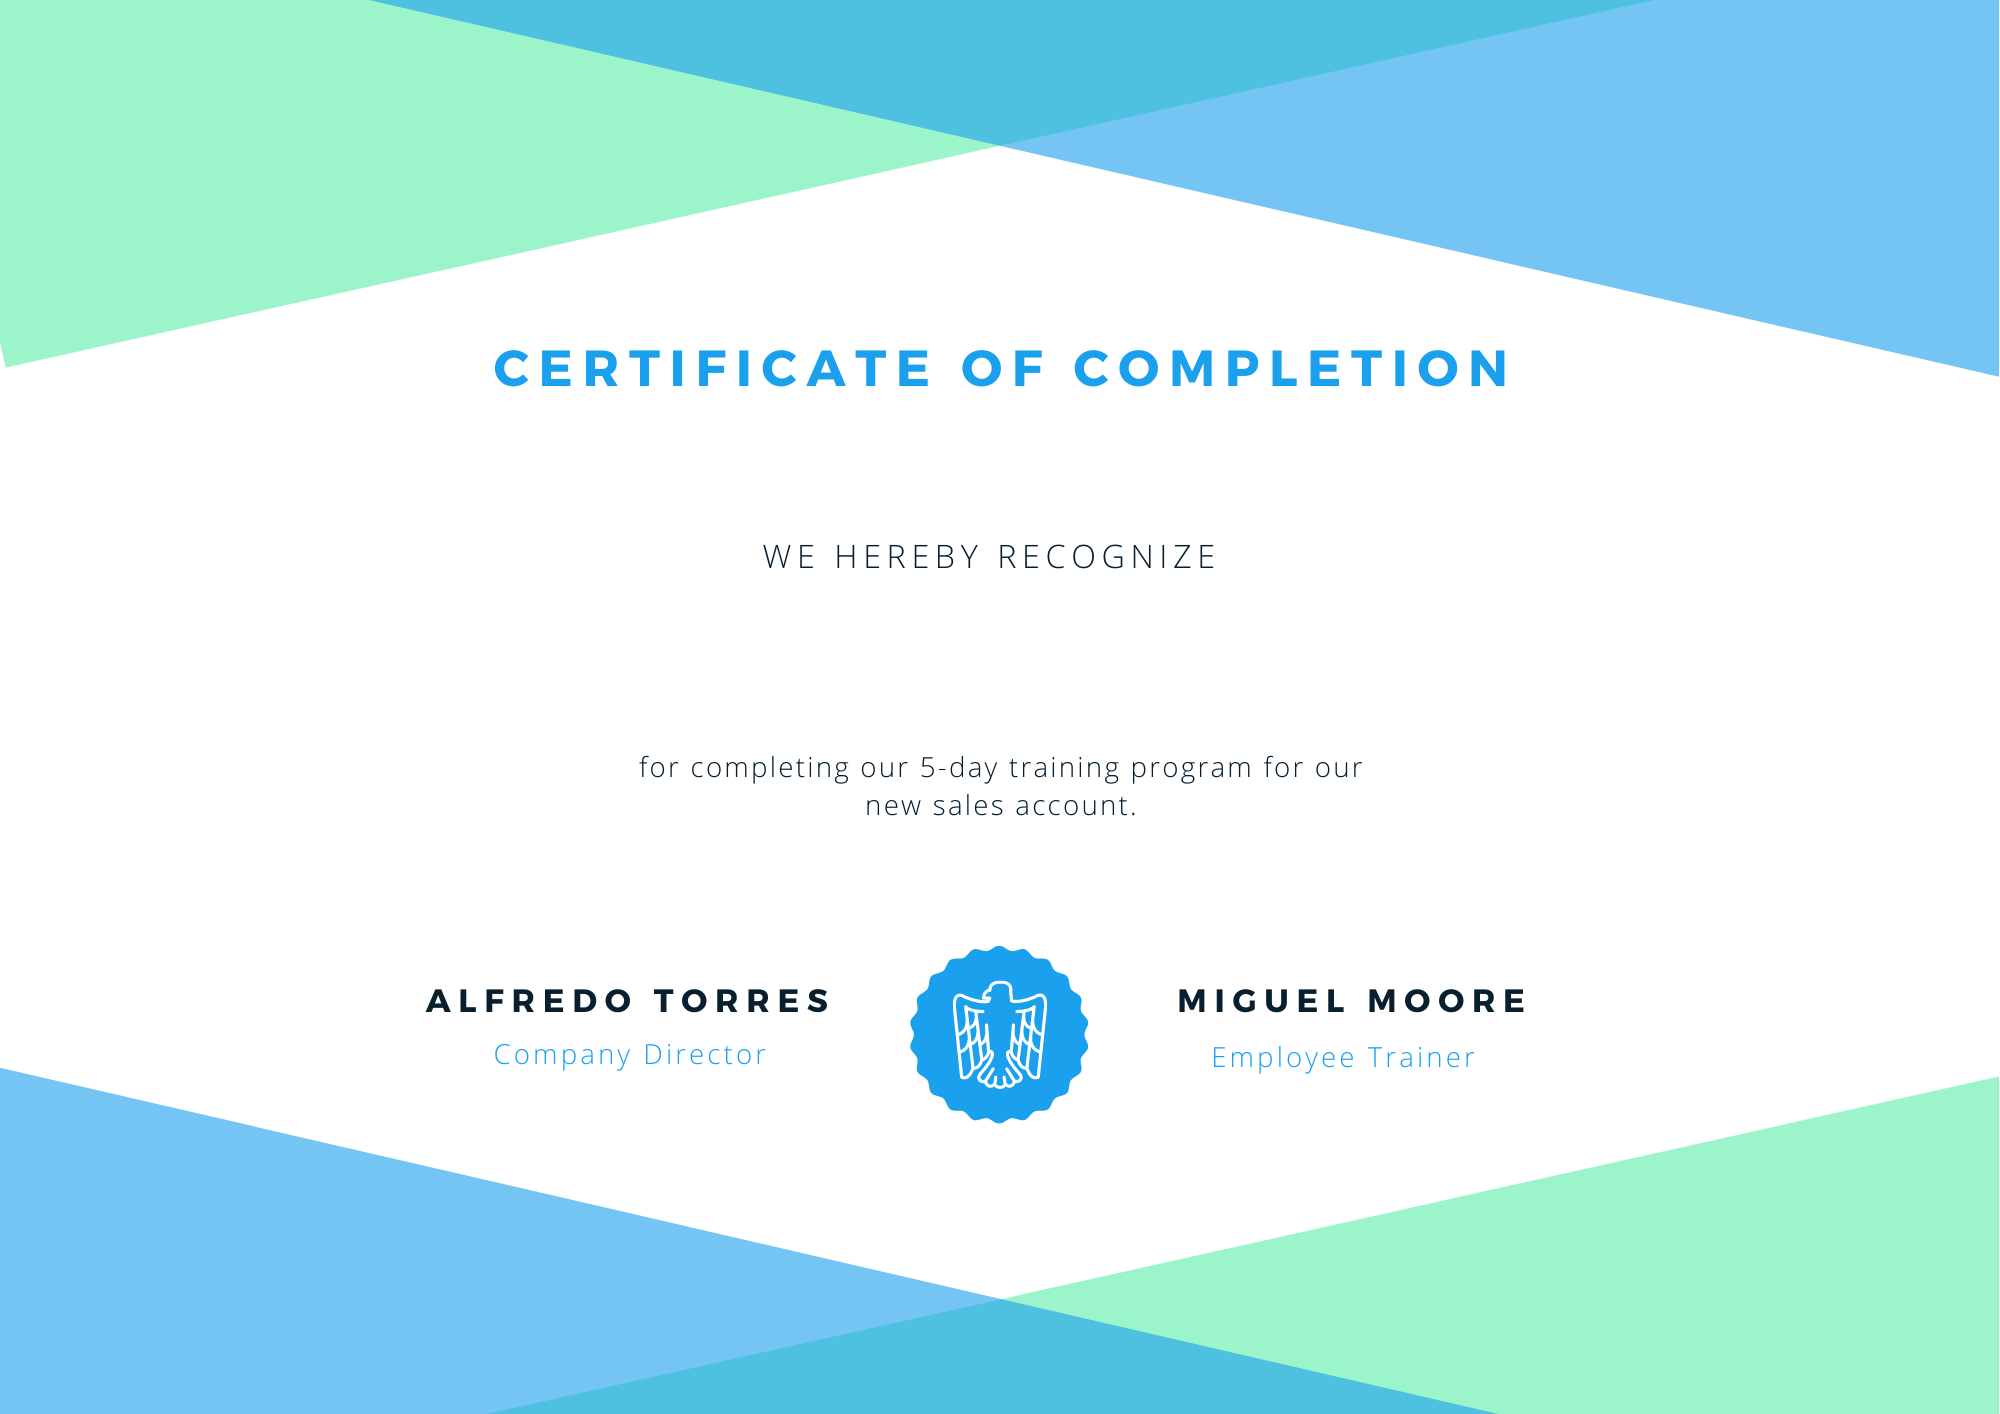 CERTIFICATE OF COMPLETION
WE HEREBY RECOGNIZE
for completing our 5-day training program for our
new sales account.
ALFREDO TORRES
Company Director
MIGUEL MOORE
Employee Trainer